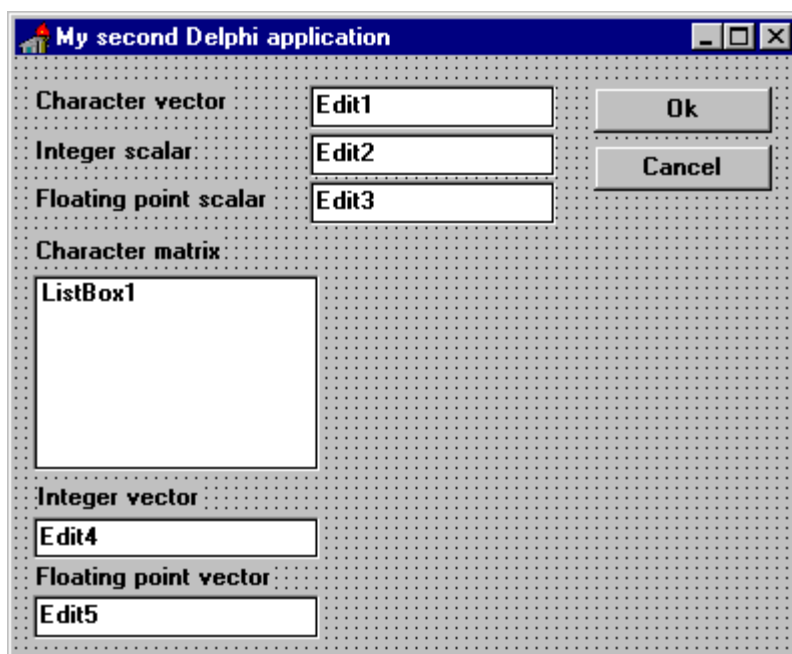 My second Delphi application
Character vector Edit1 Ok
Integer scalar Edit2 Cancel
Floating point scalar Edit3
Character matrix
ListBox1
Integer vector
Edit4
Floating point vector
Edit5